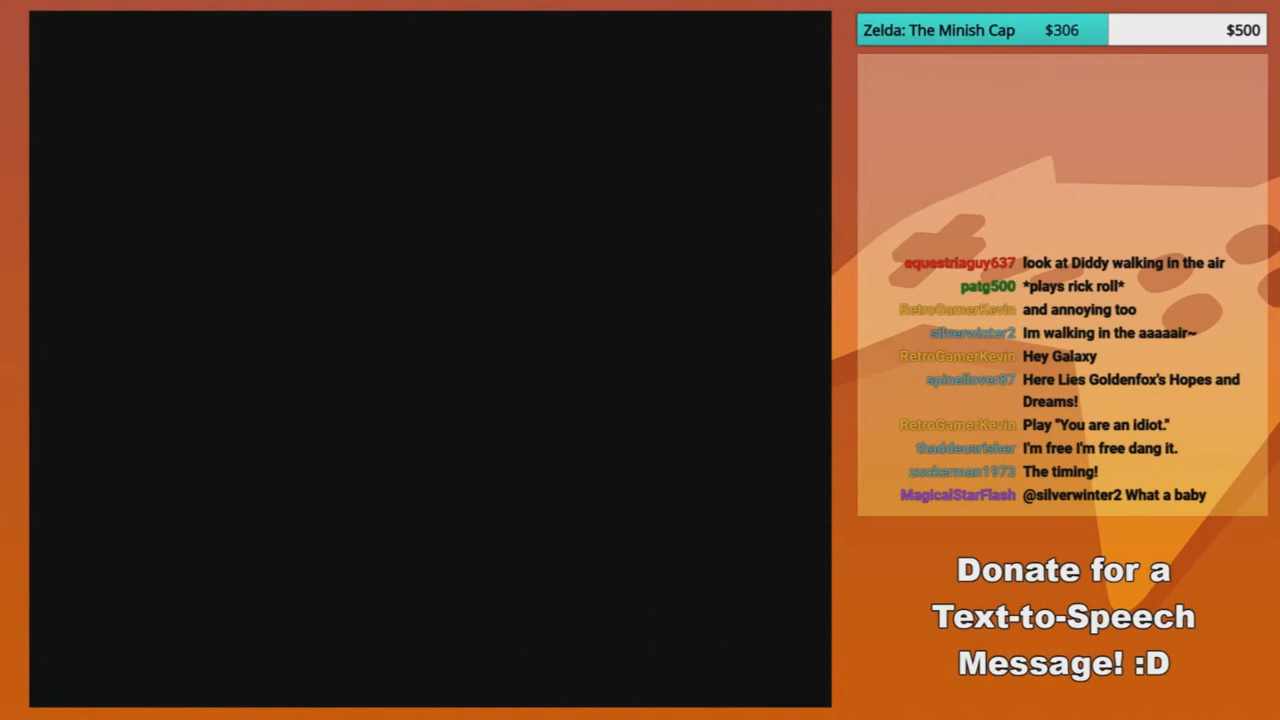 Zelda: The Minish Cap $306 $500
equestriaguy637 look at Diddy walking in the air
patg500 *plays rick roll*
RetroGamerKevin and annoying too
silverwinter2 Im walking in the aaaaair~
RetroGamerKevin Hey Galaxy
spinellover87 Here Lies Goldenfox's Hopes and
Dreams!
RetroGamerKevin Play "You are an idiot."
thaddeusrisher I'm free I'm free dang it.
zuckerman1973 The timing!
MagicalStarFlash @silverwinter2 What a baby
Donate for a
Text-to-Speech
Message! :D